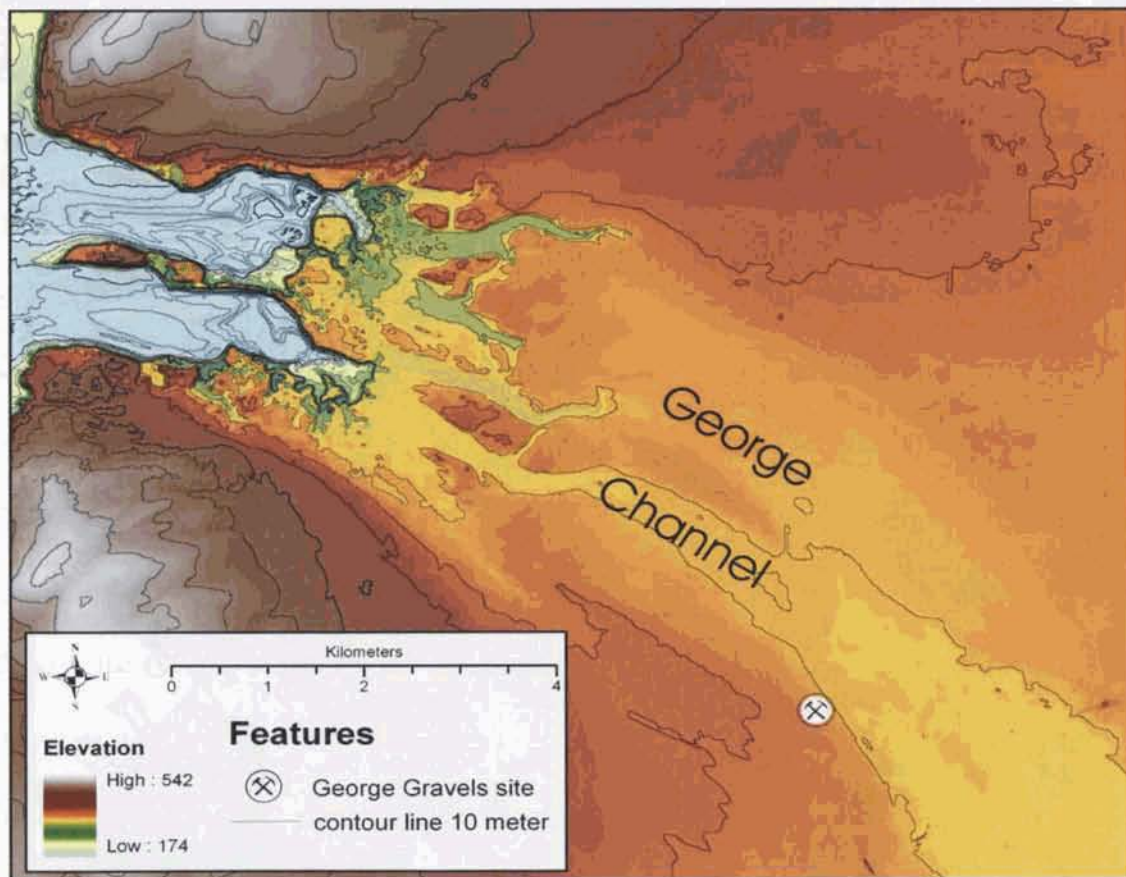 George
Channel
N
W E
S
Kilometers
0 2 4
Elevation
High : 542
Low : 174
Features
George Gravels site
contour line 10 meter